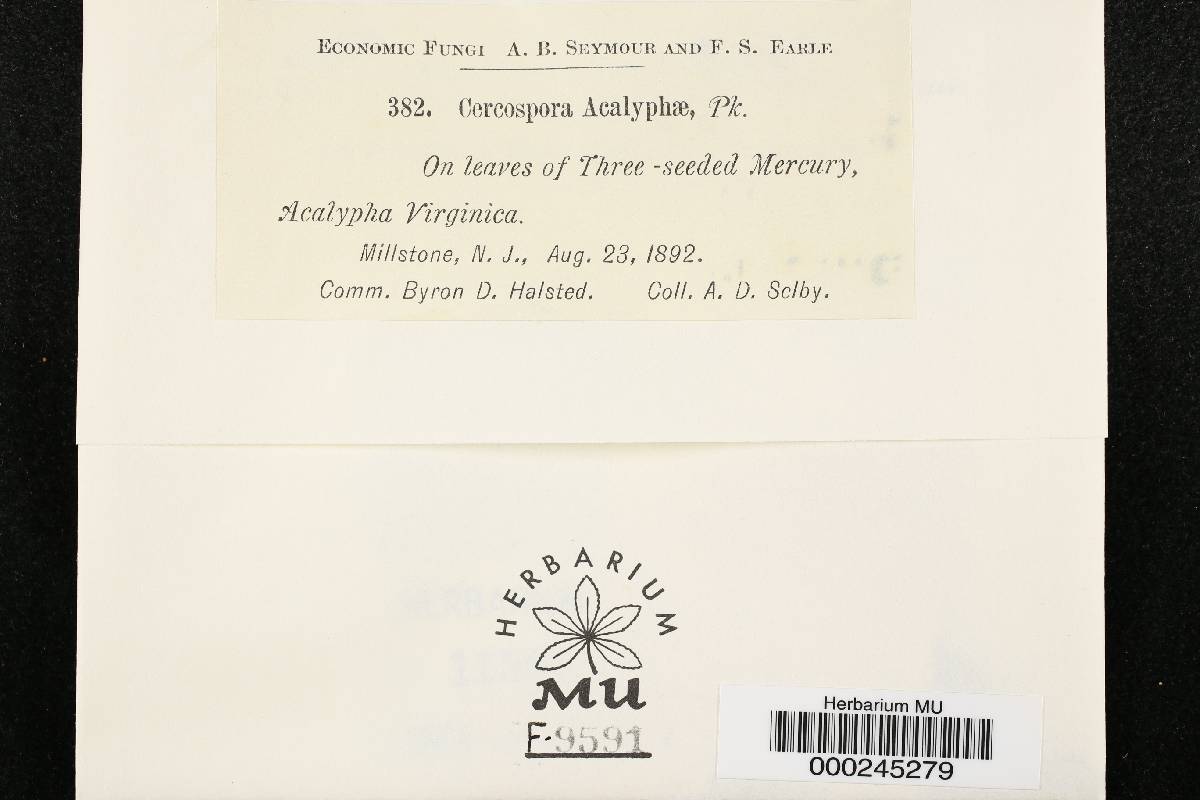 ECONOMIC FUNGI A. B. SEYMOUR AND F. S. EARLE
382. Cercospora Acalyphæ, Pk.
On leaves of Three-seeded Mercury,
Acalypha Virginica.
Millstone, N. J., Aug. 23, 1892.
Comm. Byron D. Halsted. Coll. A. D. Selby.
HERBARIUM
MU
F-9591
Herbarium MU
000245279